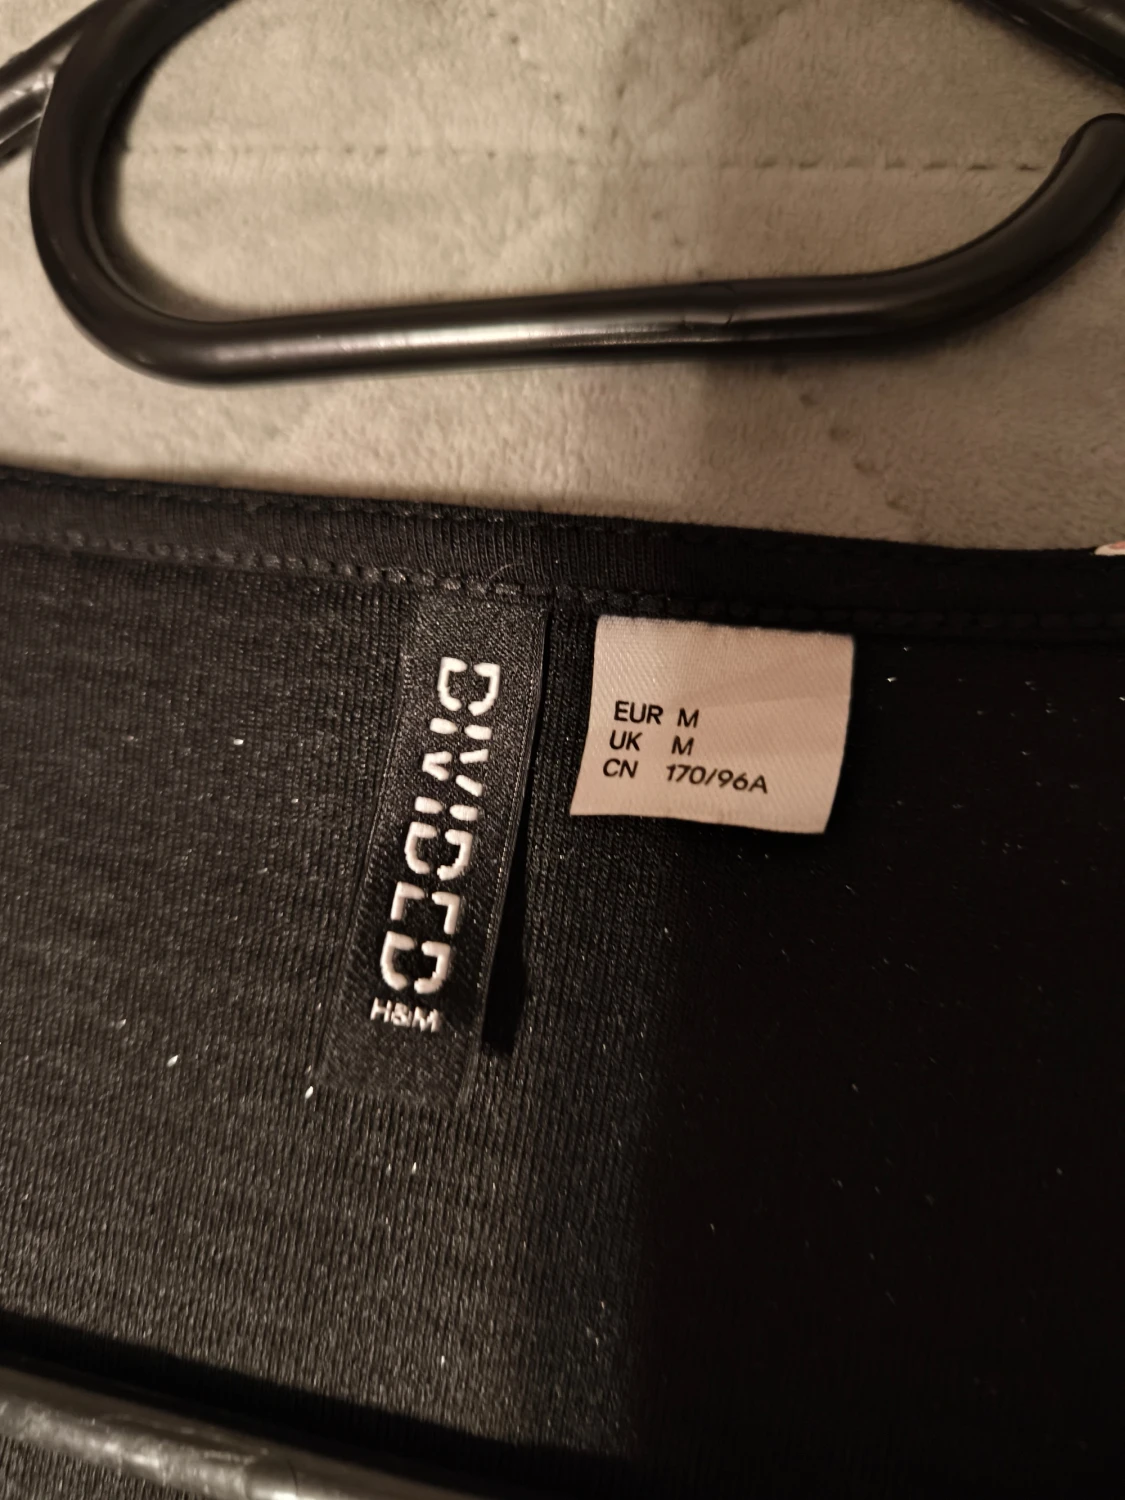 DIVIDED
H&M
EUR M
UK M
CN 170/96A